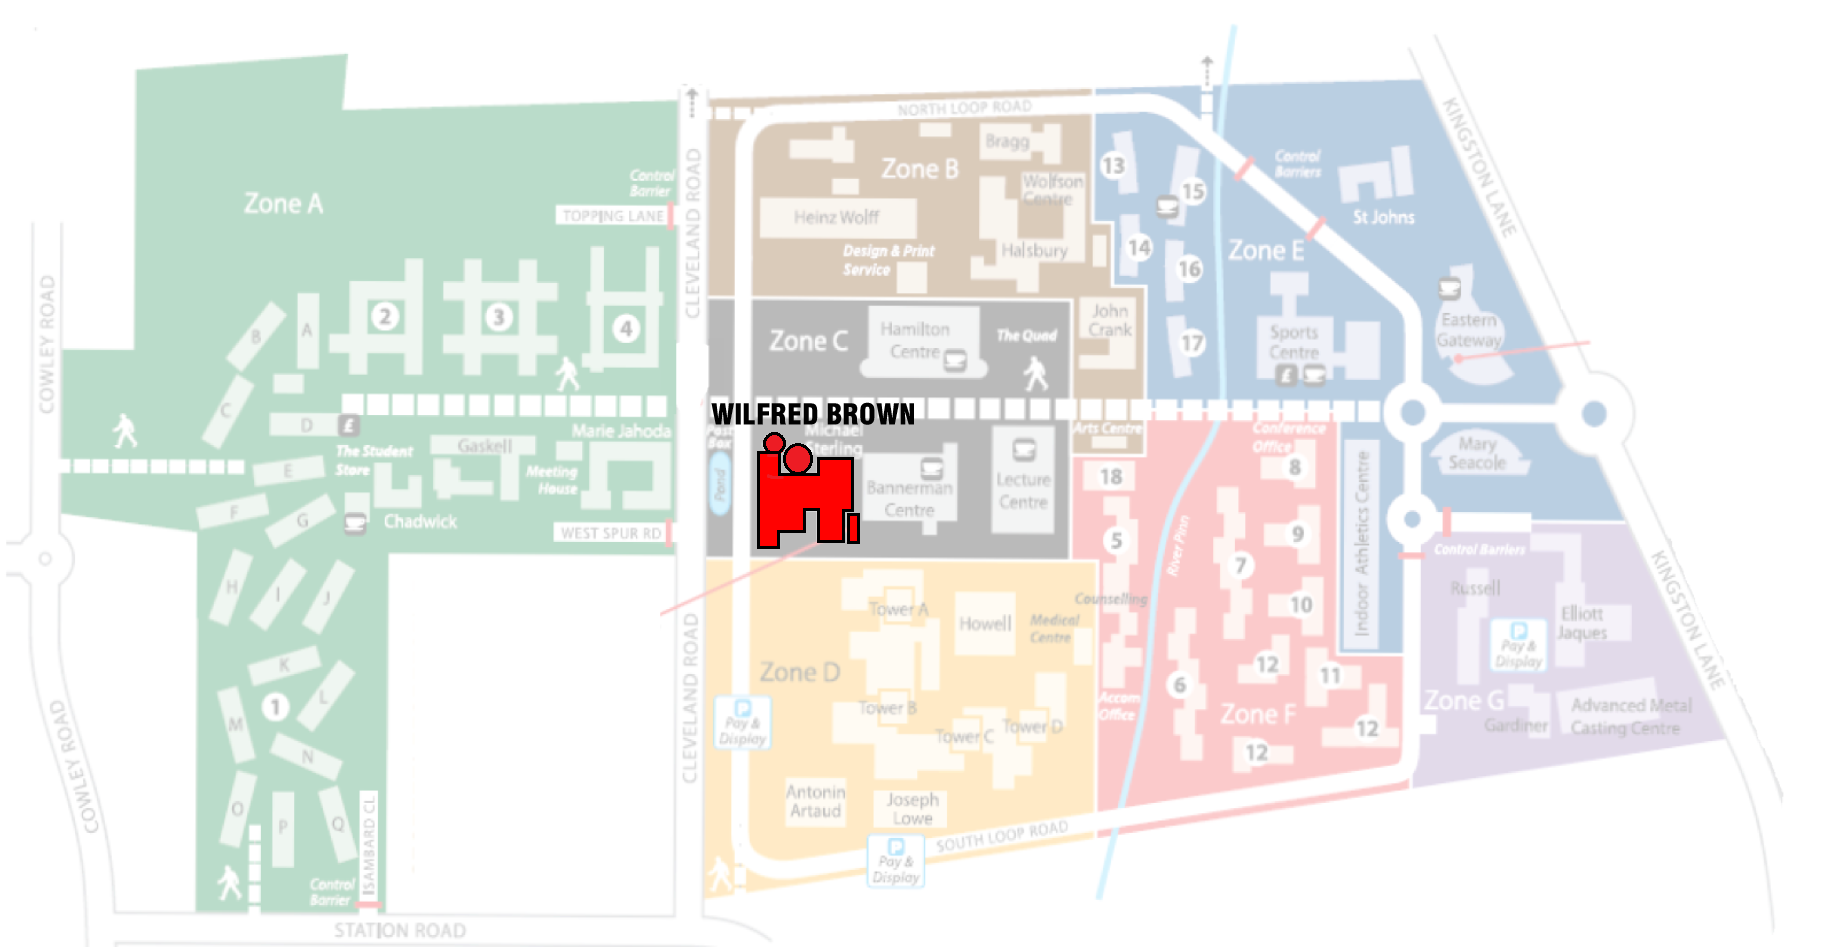 NORTH LOOP ROAD
KINGSTON LANE
Bragg
Zone B
13
Control
Barriers
Zone A
Control
Barrier
CLEVELAND ROAD
Wolfson
Centre
15
TOPPING LANE
Heinz Wolff
St Johns
Design & Print
Service
Halsbury
14
Zone E
16
COWLEY ROAD
2
3
4
B
A
Zone C
Hamilton
Centre
The Quad
John
Crank
17
Sports
Centre
£
Eastern
Gateway
C
D
£
WILFRED BROWN
Post
Box
Michael
Sterling
Arts Centre
Conference
Office
Marie Jahoda
The Student
Store
Gaskell
Meeting
House
E
Pond
Bannerman
Centre
Lecture
Centre
18
8
Indoor Athletics Centre
Mary
Seacole
F
G
Chadwick
WEST SPUR RD
5
River Pinn
9
7
Control Barriers
H
I
J
Tower A
Howell
Medical
Centre
Counselling
10
Russell
Elliott
Jaques
KINGSTON LANE
P
Pay &
Display
K
L
M
1
N
Zone D
CLEVELAND ROAD
12
11
6
Accom
Office
Zone F
12
12
Zone G
Gardiner
Advanced Metal
Casting Centre
Tower B
Tower C
Tower D
P
Pay &
Display
COWLEY ROAD
O
P
Q
ISAMBARD CL
Antonin
Artaud
Joseph
Lowe
SOUTH LOOP ROAD
P
Pay &
Display
Control
Barrier
STATION ROAD